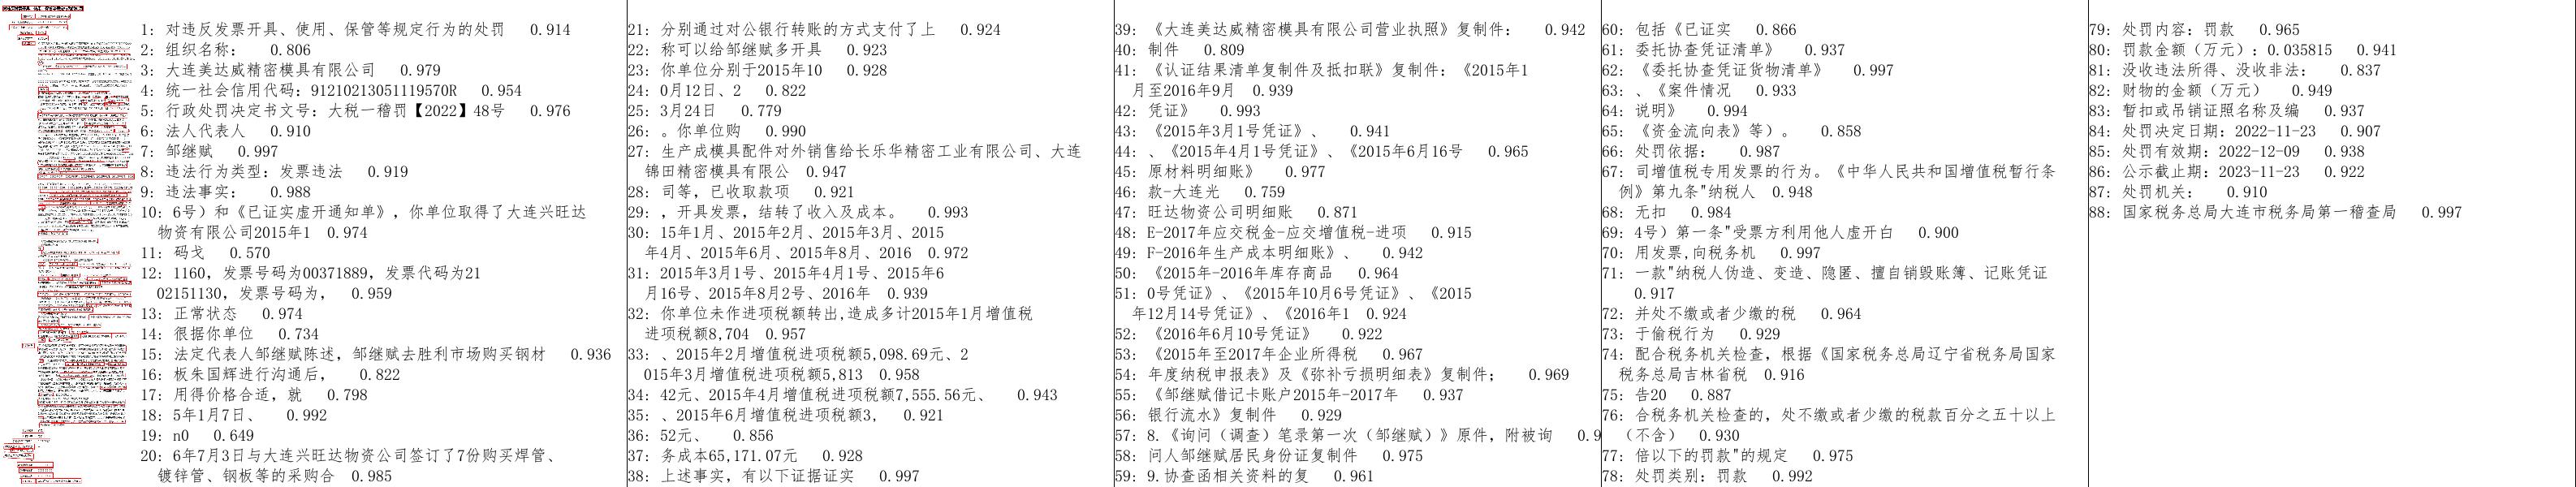 1: 对违反发票开具、使用、保管等规定行为的处罚 0.914
2: 组织名称： 0.806
3: 大连美达威精密模具有限公司 0.979
4: 统一社会信用代码：91210213051119570R 0.954
5: 行政处罚决定书文号：大税一稽罚【2022】48号 0.976
6: 法人代表人 0.910
7: 邹继赋 0.997
8: 违法行为类型：发票违法 0.919
9: 违法事实： 0.988
10: 6号）和《已证实虚开通知单》，你单位取得了大连兴旺达
物资有限公司2015年1 0.974
11: 码戈 0.570
12: 1160，发票号码为00371889，发票代码为21
02151130，发票号码为， 0.959
13: 正常状态 0.974
14: 很据你单位 0.734
15: 法定代表人邹继赋陈述，邹继赋去胜利市场购买钢材 0.936
16: 板朱国辉进行沟通后， 0.822
17: 用得价格合适，就 0.798
18: 5年1月7日、 0.992
19: n0 0.649
20: 6年7月3日与大连兴旺达物资公司签订了7份购买焊管、
镀锌管、钢板等的采购合 0.985
21: 分别通过对公银行转账的方式支付了上 0.924
22: 称可以给邹继赋多开具 0.923
23: 你单位分别于2015年10 0.928
24: 0月12日、2 0.822
25: 3月24日 0.779
26: 。你单位购 0.990
27: 生产成模具配件对外销售给长乐华精密工业有限公司、大连
锦田精密模具有限公 0.947
28: 司等，已收取款项 0.921
29: ，开具发票，结转了收入及成本。 0.993
30: 15年1月、2015年2月、2015年3月、2015
年4月、2015年6月、2015年8月、2016 0.972
31: 2015年3月1号、2015年4月1号、2015年6
月16号、2015年8月2号、2016年 0.939
32: 你单位未作进项税额转出,造成多计2015年1月增值税
进项税额8,704 0.957
33: 、2015年2月增值税进项税额5,098.69元、2
015年3月增值税进项税额5,813 0.958
34: 42元、2015年4月增值税进项税额7,555.56元、 0.943
35: 、2015年6月增值税进项税额3, 0.921
36: 52元、 0.856
37: 务成本65,171.07元 0.928
38: 上述事实，有以下证据证实 0.997
39: 《大连美达威精密模具有限公司营业执照》复制件； 0.942
40: 制件 0.809
41: 《认证结果清单复制件及抵扣联》复制件；《2015年1
月至2016年9月 0.939
42: 凭证》 0.993
43: 《2015年3月1号凭证》、 0.941
44: 、《2015年4月1号凭证》、《2015年6月16号 0.965
45: 原材料明细账》 0.977
46: 款-大连光 0.759
47: 旺达物资公司明细账 0.871
48: E-2017年应交税金-应交增值税-进项 0.915
49: F-2016年生产成本明细账》、 0.942
50: 《2015年-2016年库存商品 0.964
51: 0号凭证》、《2015年10月6号凭证》、《2015
年12月14号凭证》、《2016年1 0.924
52: 《2016年6月10号凭证》 0.922
53: 《2015年至2017年企业所得税 0.967
54: 年度纳税申报表》及《弥补亏损明细表》复制件； 0.969
55: 《邹继赋借记卡账户2015年-2017年 0.937
56: 银行流水》复制件 0.929
57: 8.《询问（调查）笔录第一次（邹继赋）》原件，附被询 0.9
58: 问人邹继赋居民身份证复制件 0.975
59: 9.协查函相关资料的复 0.961
60: 包括《已证实 0.866
61: 委托协查凭证清单》 0.937
62: 《委托协查凭证货物清单》 0.997
63: 、《案件情况 0.933
64: 说明》 0.994
65: 《资金流向表》等）。 0.858
66: 处罚依据： 0.987
67: 司增值税专用发票的行为。《中华人民共和国增值税暂行条
例》第九条"纳税人 0.948
68: 无扣 0.984
69: 4号）第一条"受票方利用他人虚开白 0.900
70: 用发票,向税务机 0.997
71: 一款"纳税人伪造、变造、隐匿、擅自销毁账簿、记账凭证
0.917
72: 并处不缴或者少缴的税 0.964
73: 于偷税行为 0.929
74: 配合税务机关检查，根据《国家税务总局辽宁省税务局国家
税务总局吉林省税 0.916
75: 告20 0.887
76: 合税务机关检查的，处不缴或者少缴的税款百分之五十以上
（不含） 0.930
77: 倍以下的罚款"的规定 0.975
78: 处罚类别：罚款 0.992
79: 处罚内容：罚款 0.965
80: 罚款金额（万元）：0.035815 0.941
81: 没收违法所得、没收非法： 0.837
82: 财物的金额（万元） 0.949
83: 暂扣或吊销证照名称及编 0.937
84: 处罚决定日期：2022-11-23 0.907
85: 处罚有效期：2022-12-09 0.938
86: 公示截止期：2023-11-23 0.922
87: 处罚机关： 0.910
88: 国家税务总局大连市税务局第一稽查局 0.997